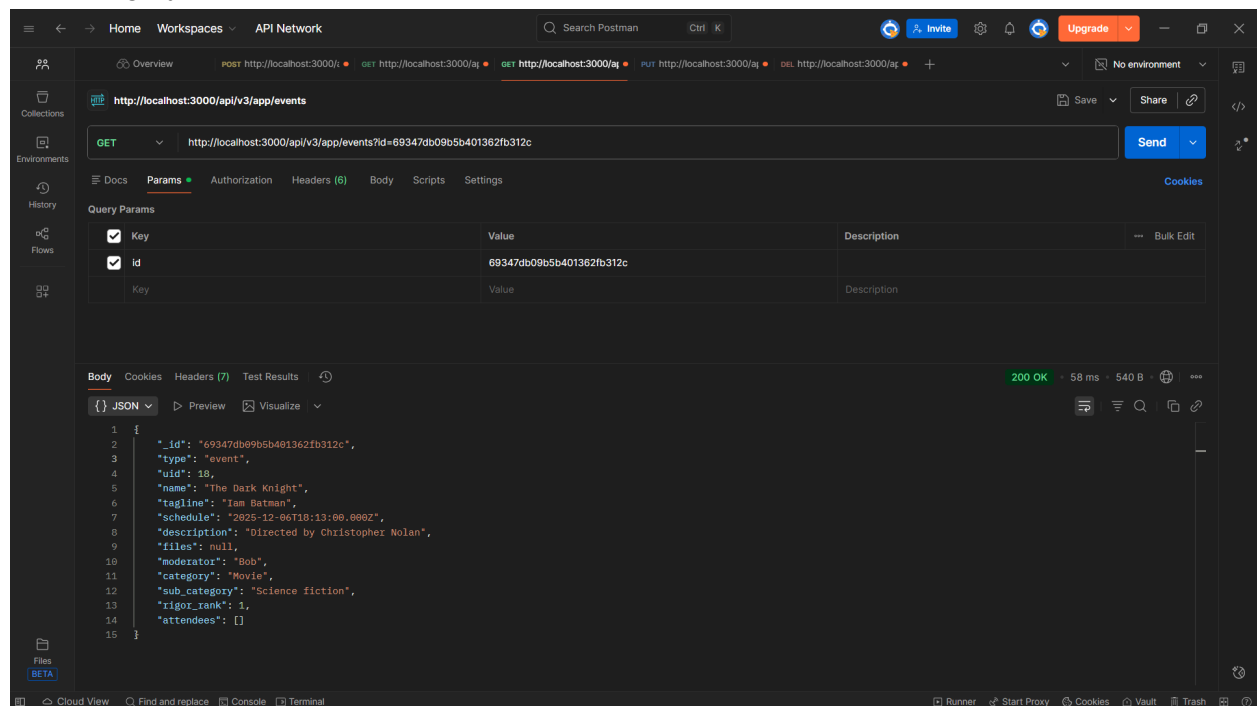 Home Workspaces API Network Search Postman Ctrl K Invite Upgrade
Overview POST http://localhost:3000/a GET http://localhost:3000/ap GET http://localhost:3000/ap PUT http://localhost:3000/ap DEL http://localhost:3000/ap + No environment
Collections
HTTP http://localhost:3000/api/v3/app/events Save Share
Environments
GET http://localhost:3000/api/v3/app/events?id=69347db09b5b401362fb312c Send
History
Docs Params Authorization Headers (6) Body Scripts Settings Cookies
Flows
Query Params
Key Value Description Bulk Edit
id 69347db09b5b401362fb312c
Key Value Description
Body Cookies Headers (7) Test Results 200 OK 58 ms 540 B
{} JSON Preview Visualize
1 {
2 "_id": "69347db09b5b401362fb312c",
3 "type": "event",
4 "uid": 18,
5 "name": "The Dark Knight",
6 "tagline": "Iam Batman",
7 "schedule": "2025-12-06T18:13:00.000Z",
8 "description": "Directed by Christopher Nolan",
9 "files": null,
10 "moderator": "Bob",
11 "category": "Movie",
12 "sub_category": "Science fiction",
13 "rigor_rank": 1,
14 "attendees": []
15 }
Files
BETA
Cloud View Find and replace Console Terminal Runner Start Proxy Cookies Vault Trash